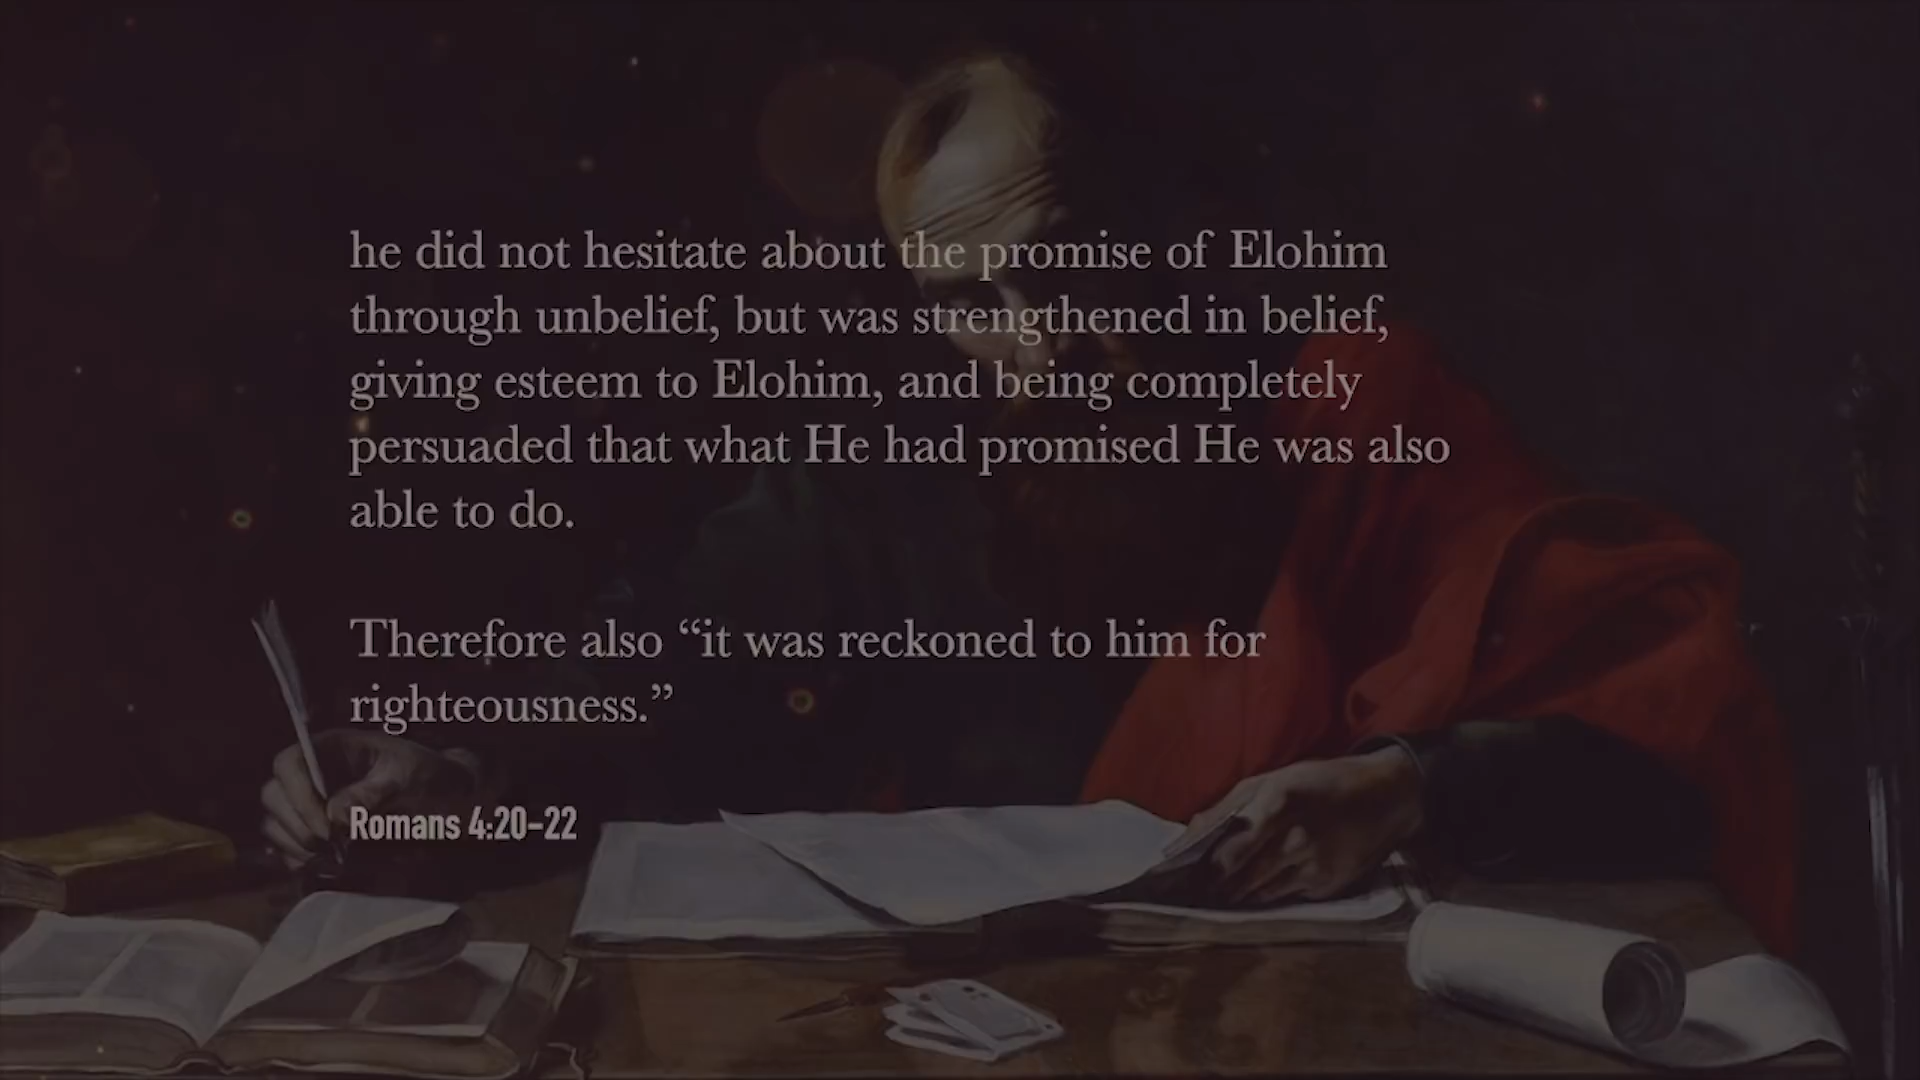 he did not hesitate about the promise of Elohim
through unbelief, but was strengthened in belief,
giving esteem to Elohim, and being completely
persuaded that what He had promised He was also
able to do.
Therefore also “it was reckoned to him for
righteousness.”
Romans 4:20–22